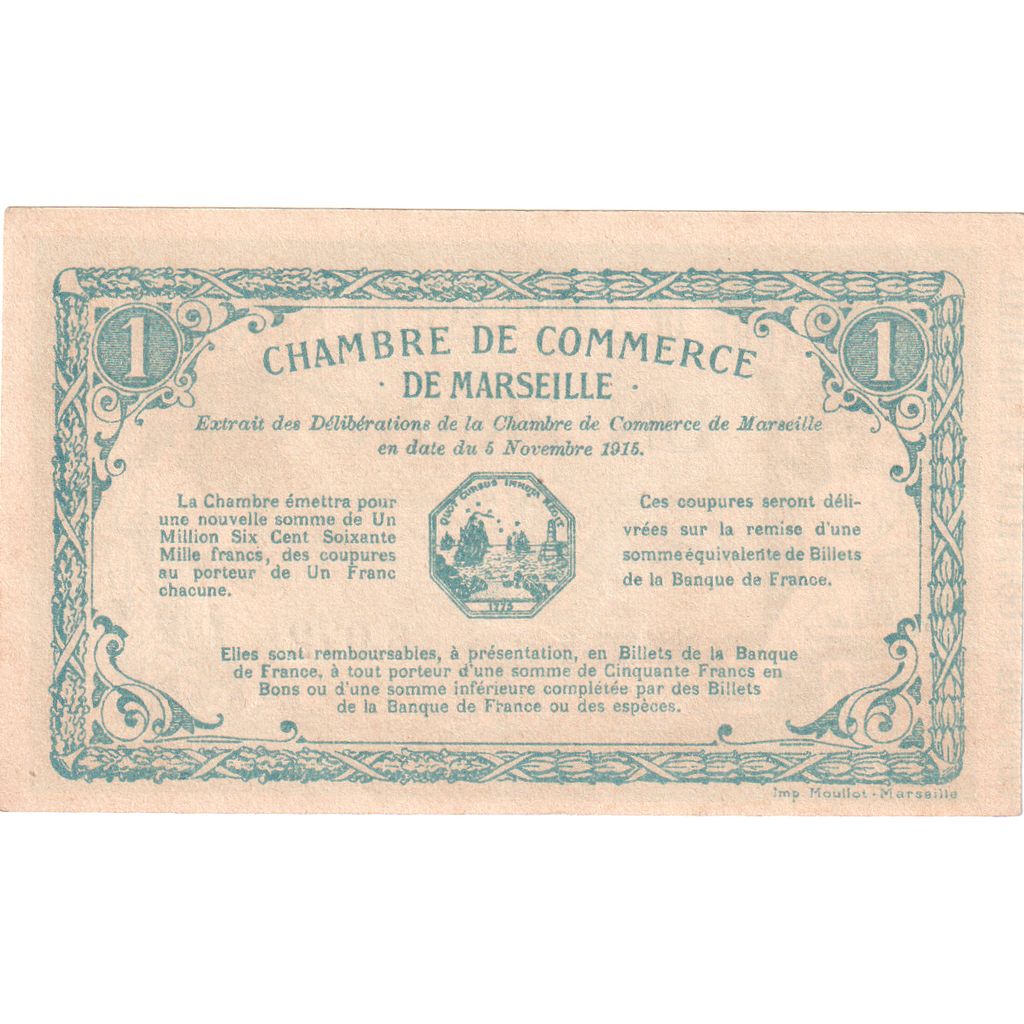 1
1
CHAMBRE DE COMMERCE
· DE MARSEILLE ·
Extrait des Délibérations de la Chambre de Commerce de Marseille
en date du 5 Novembre 1915.
La Chambre émettra pour
une nouvelle somme de Un
Million Six Cent Soixante
Mille francs, des coupures
au porteur de Un Franc
chacune.
QUOT CURSUS
1775
Ces coupures seront déli-
vrées sur la remise d'une
somme équivalente de Billets
de la Banque de France.
Elles sont remboursables, à présentation, en Billets de la Banque
de France, à tout porteur d'une somme de Cinquante Francs en
Bons ou d'une somme inférieure complétée par des Billets
de la Banque de France ou des espèces.
Imp. Moullot - Marseille